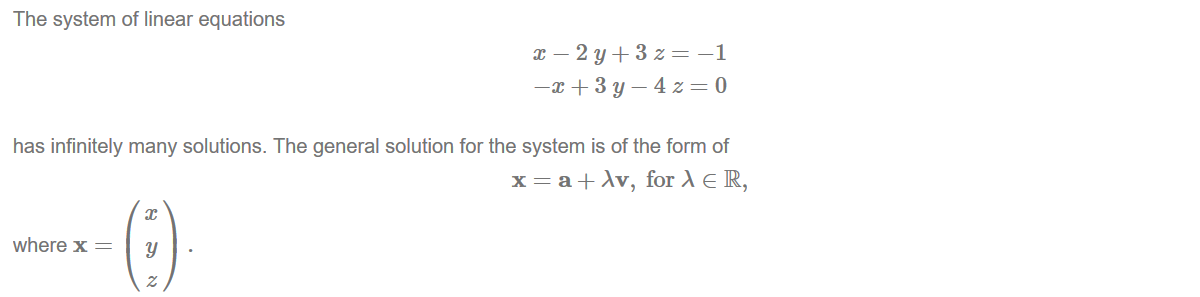 The system of linear equations
x − 2 y + 3 z = −1
−x + 3 y − 4 z = 0
has infinitely many solutions. The general solution for the system is of the form of
x = a + λv, for λ ∈ ℝ,
where x = ( x
y
z ) .